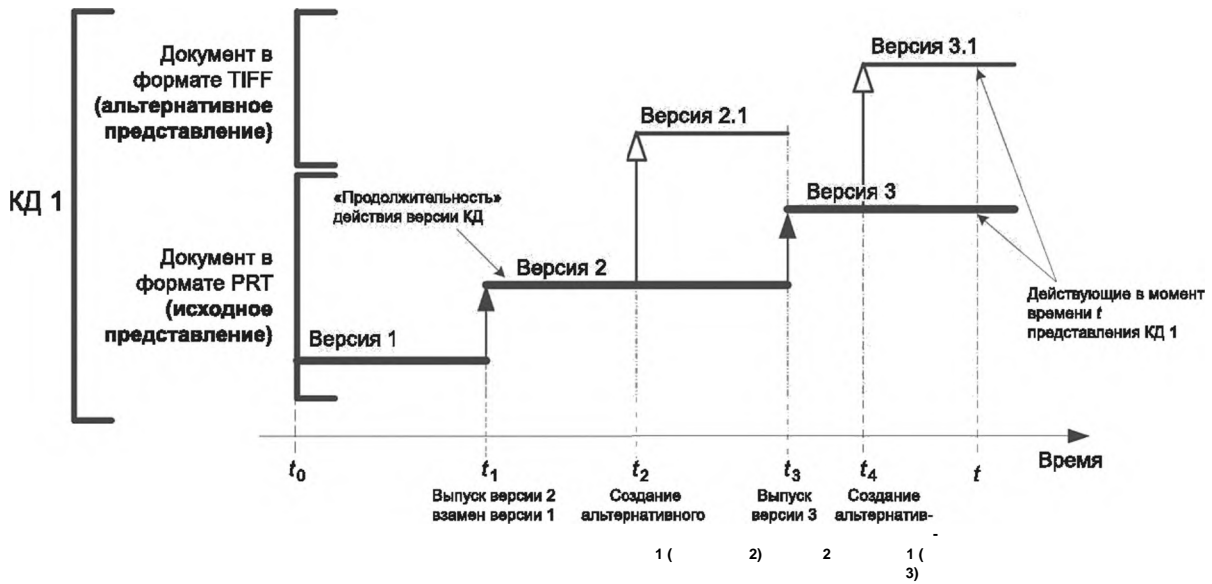 КД 1
Документ в
формате TIFF
(альтернативное
представление)
Документ в
формате PRT
(исходное
представление)
«Продолжительность»
действия версии КД
Версия 1
Версия 2
Версия 2.1
Версия 3
Версия 3.1
Действующие в момент
времени t
представления КД 1
Время
t0
t1
t2
t3
t4
t
Выпуск версии 2
взамен версии 1
Создание
альтернативного
Выпуск
версии 3
Создание
альтернатив-
-
1 ( 2) 2 1 (
3)